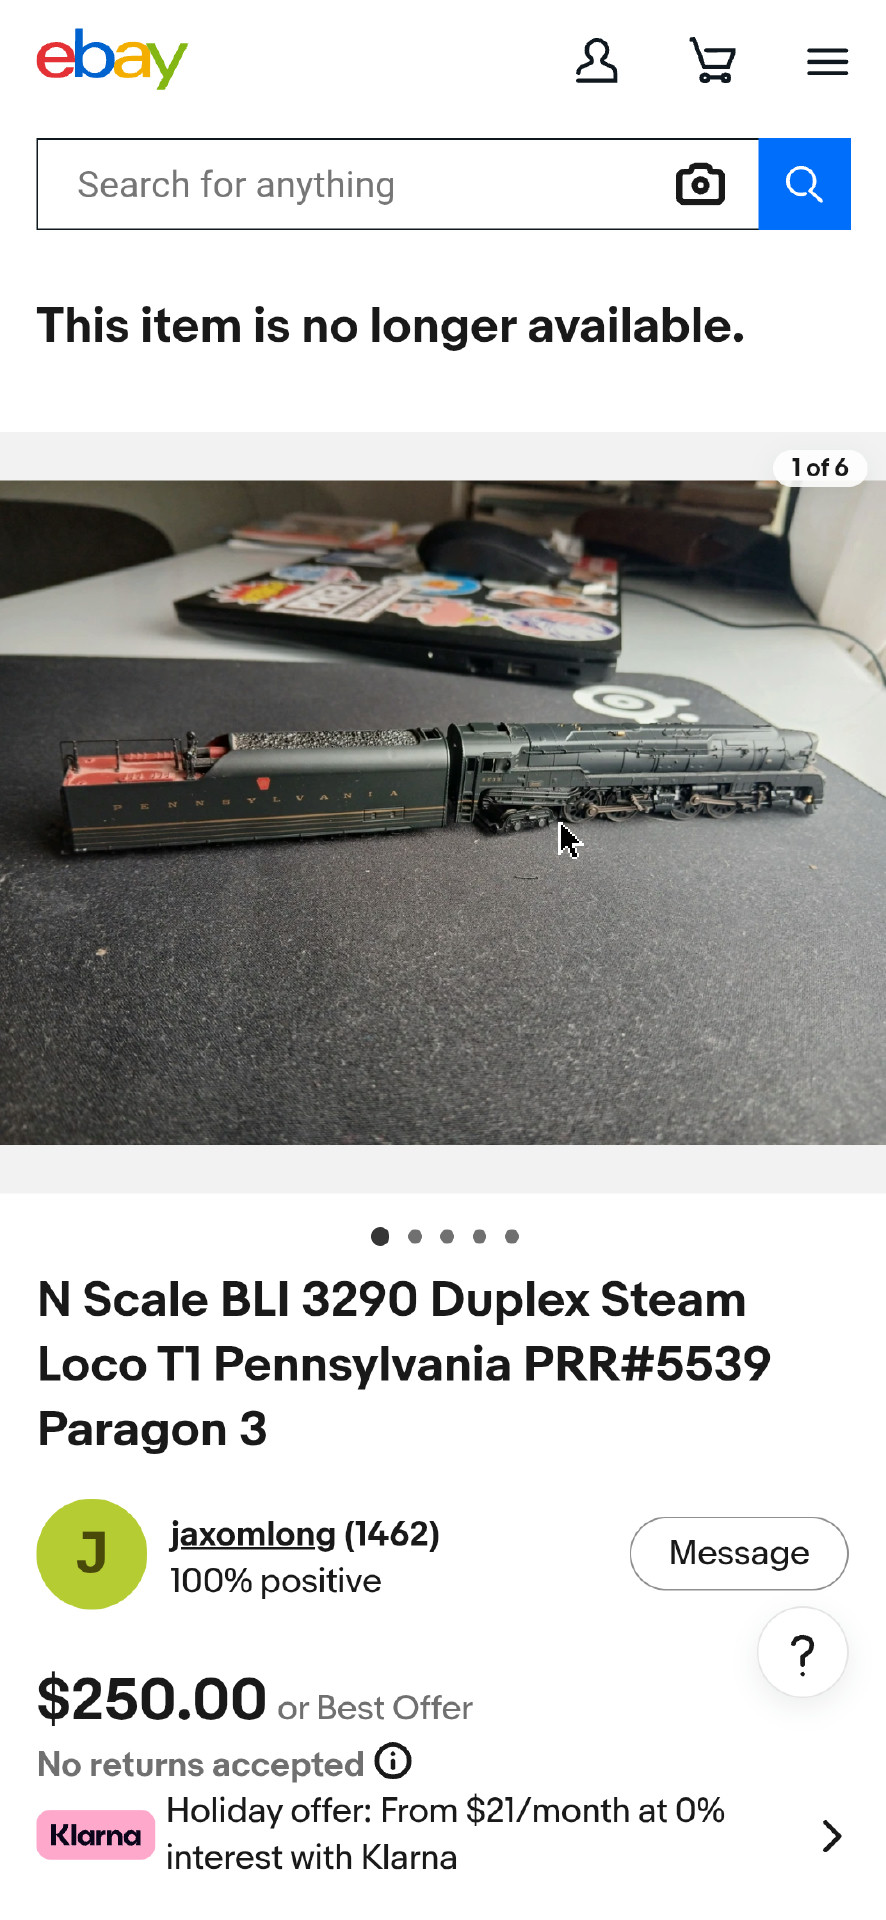 ebay
Search for anything
This item is no longer available.
1 of 6
PENNSYLVANIA
N Scale BLI 3290 Duplex Steam
Loco T1 Pennsylvania PRR#5539
Paragon 3
J
jaxomlong (1462)
100% positive
Message
?
$250.00 or Best Offer
No returns accepted
Klarna
Holiday offer: From $21/month at 0%
interest with Klarna